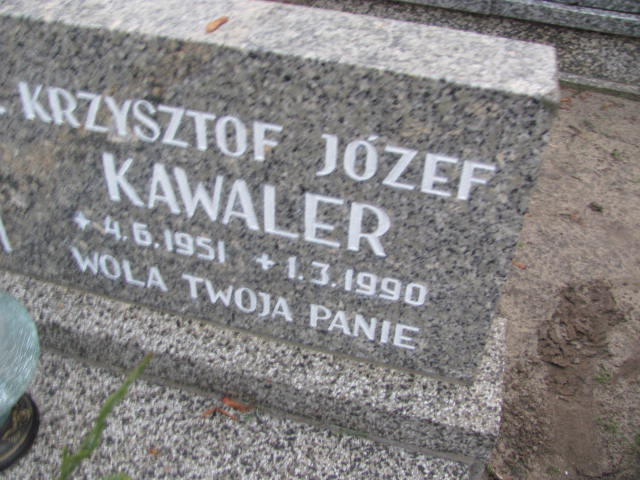 KRZYSZTOF JÓZEF
KAWALER
+ 4.6.1951 + 1.3.1990
WOLA TWOJA PANIE